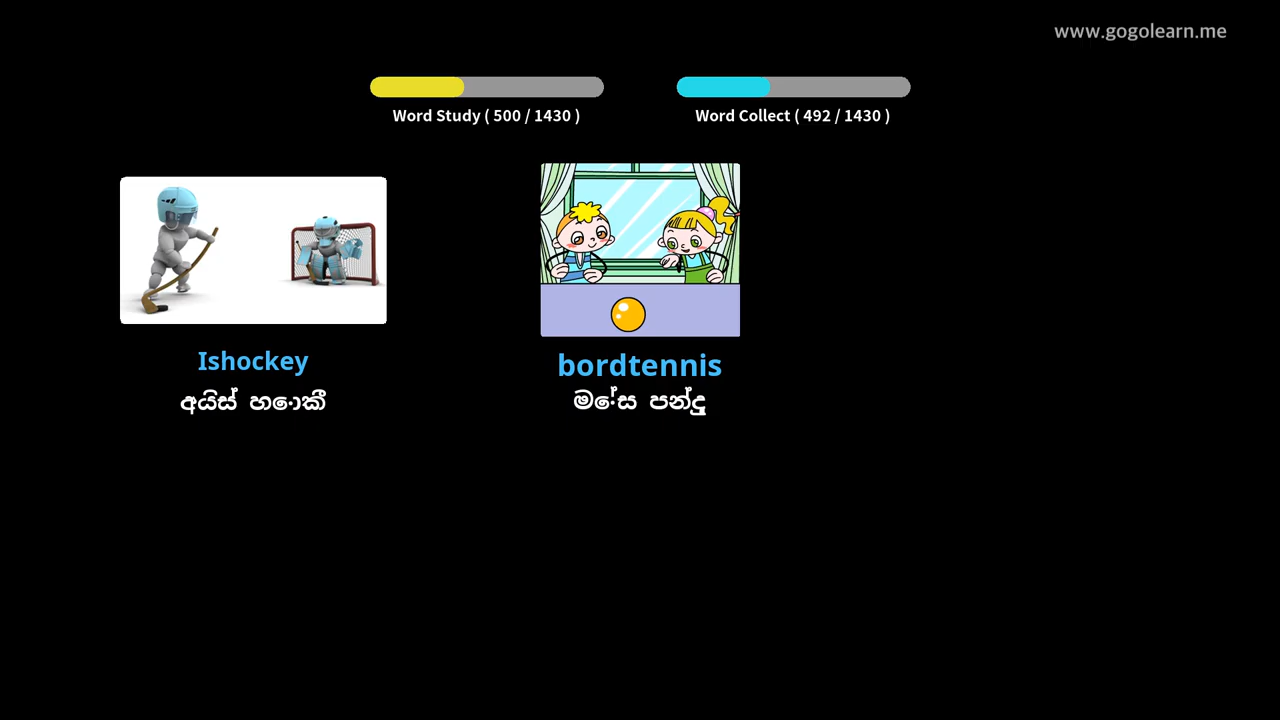 www.gogolearn.me
Word Study ( 500 / 1430 )
Word Collect ( 492 / 1430 )
Ishockey
අයිස් හොකී
bordtennis
මේස පන්දු